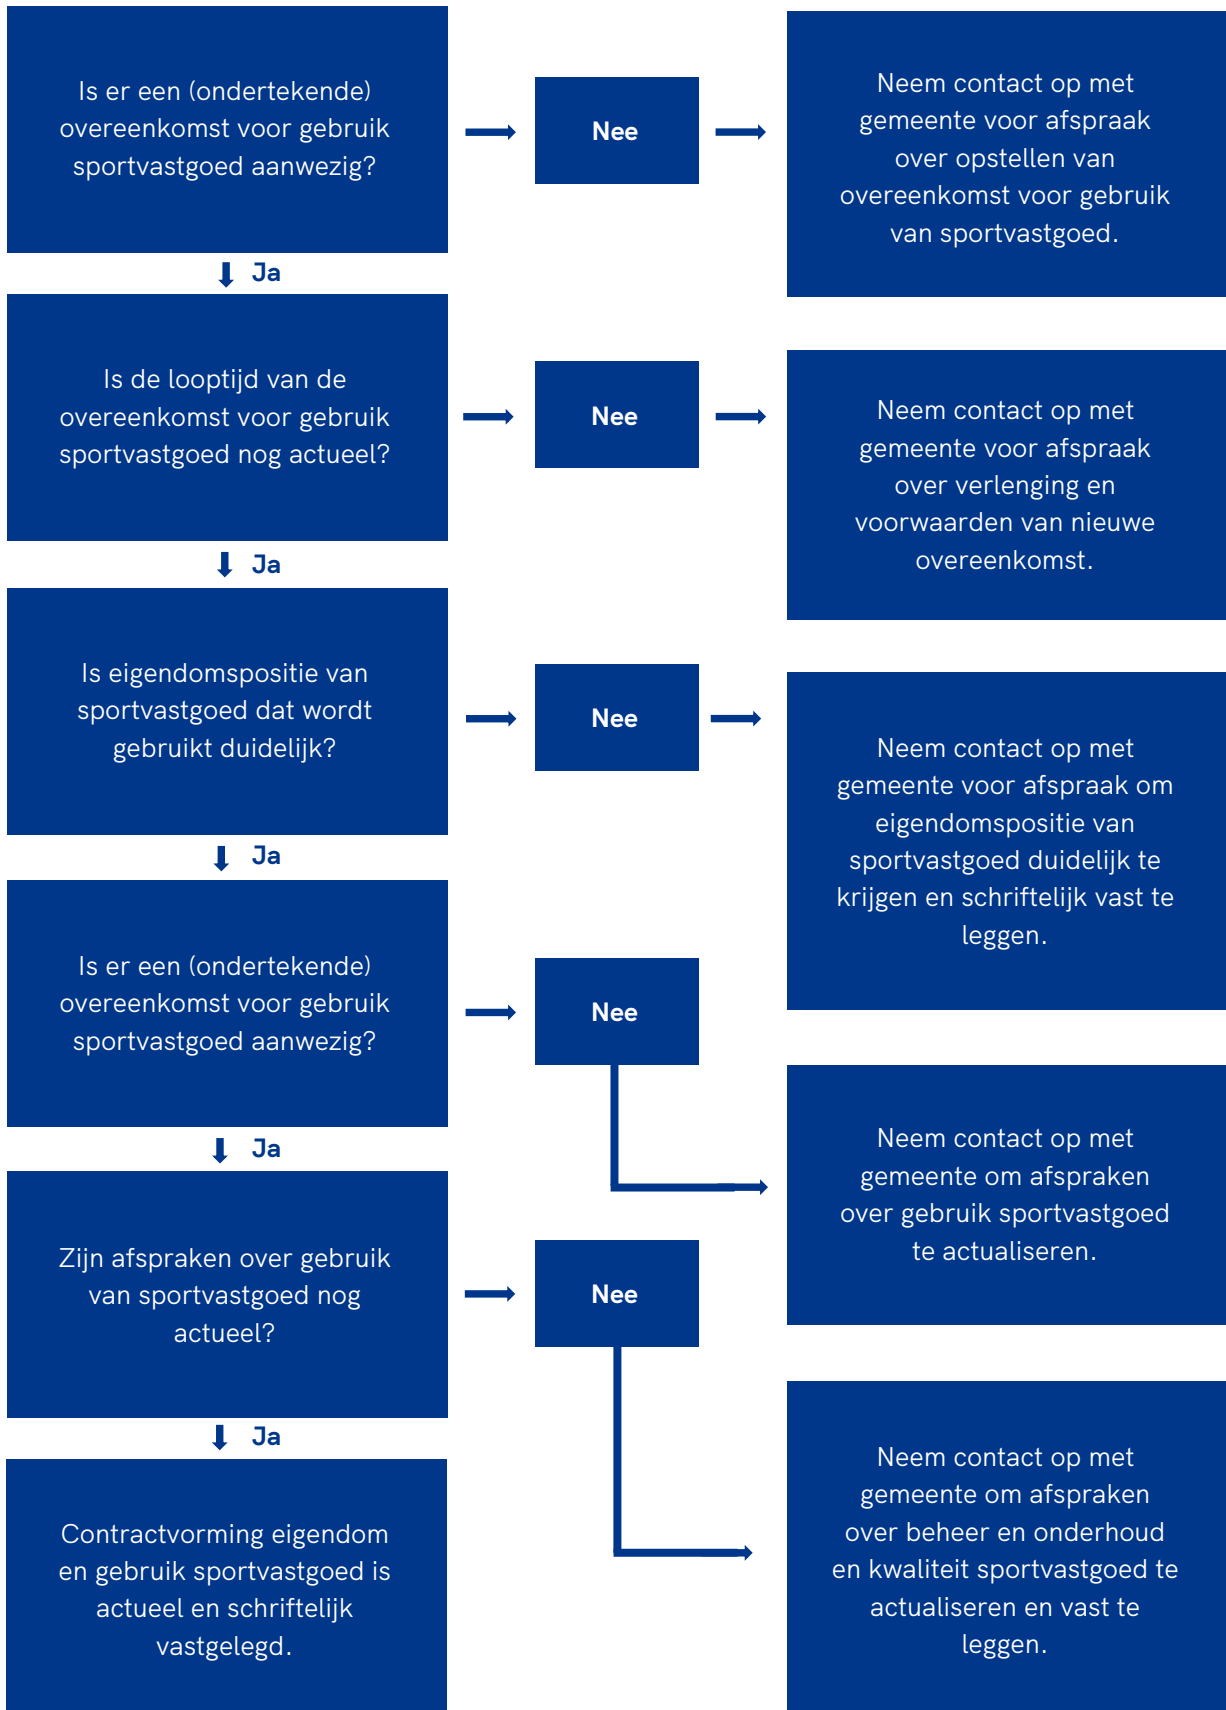 Is er een (ondertekende)
overeenkomst voor gebruik
sportvastgoed aanwezig?
Nee
Neem contact op met
gemeente voor afspraak
over opstellen van
overeenkomst voor gebruik
van sportvastgoed.
Ja
Is de looptijd van de
overeenkomst voor gebruik
sportvastgoed nog actueel?
Nee
Neem contact op met
gemeente voor afspraak
over verlenging en
voorwaarden van nieuwe
overeenkomst.
Ja
Is eigendomspositie van
sportvastgoed dat wordt
gebruikt duidelijk?
Nee
Neem contact op met
gemeente voor afspraak om
eigendomspositie van
sportvastgoed duidelijk te
krijgen en schriftelijk vast te
leggen.
Ja
Is er een (ondertekende)
overeenkomst voor gebruik
sportvastgoed aanwezig?
Nee
Neem contact op met
gemeente om afspraken
over gebruik sportvastgoed
te actualiseren.
Ja
Zijn afspraken over gebruik
van sportvastgoed nog
actueel?
Nee
Neem contact op met
gemeente om afspraken
over beheer en onderhoud
en kwaliteit sportvastgoed te
actualiseren en vast te
leggen.
Ja
Contractvorming eigendom
en gebruik sportvastgoed is
actueel en schriftelijk
vastgelegd.